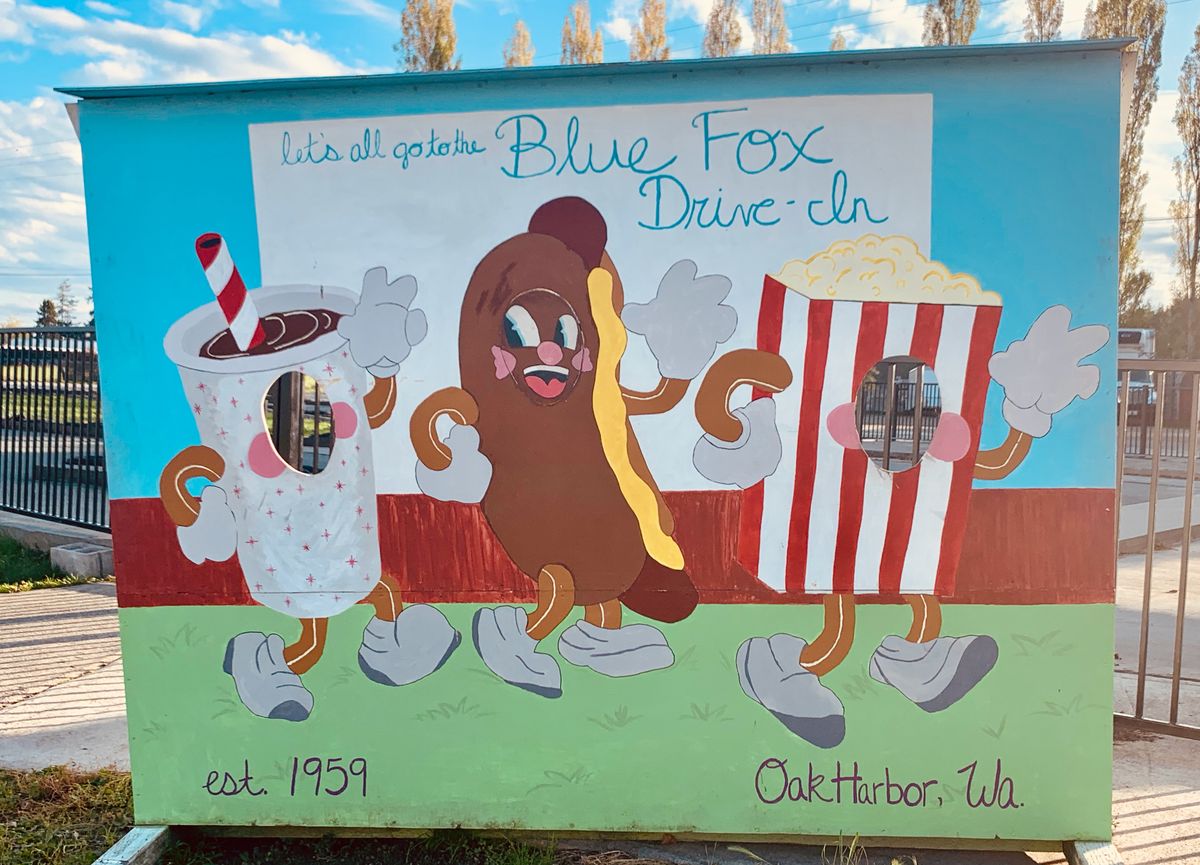 let's all go to the Blue Fox
Drive-In
est. 1959
Oak Harbor, Wa.